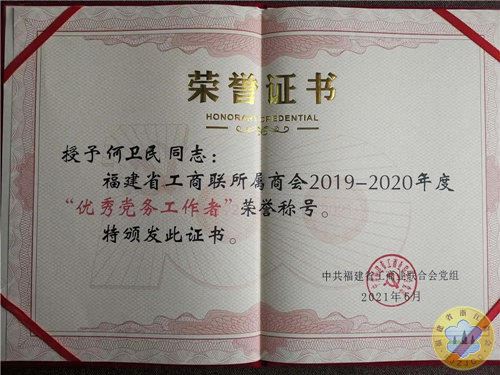 荣誉证书
HONORARY CREDENTIAL
授予何卫民同志：
福建省工商联所属商会2019-2020年度
“优秀党务工作者”荣誉称号。
特颁发此证书。
中共福建省工商业联合会党组
2021年6月